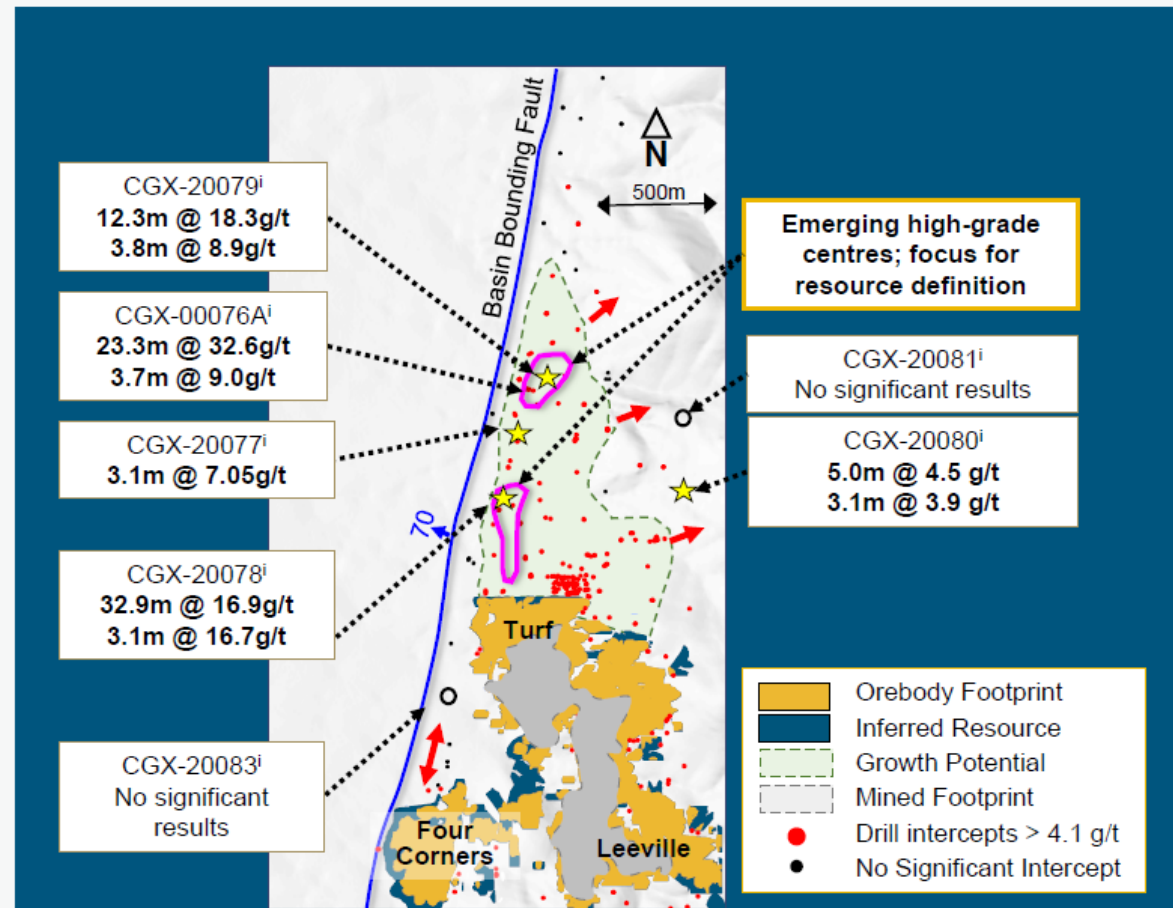 Basin Bounding Fault
N
500m
CGX-20079ⁱ
12.3m @ 18.3g/t
3.8m @ 8.9g/t
CGX-00076Aⁱ
23.3m @ 32.6g/t
3.7m @ 9.0g/t
CGX-20077ⁱ
3.1m @ 7.05g/t
CGX-20078ⁱ
32.9m @ 16.9g/t
3.1m @ 16.7g/t
CGX-20083ⁱ
No significant
results
Emerging high-grade
centres; focus for
resource definition
CGX-20081ⁱ
No significant results
CGX-20080ⁱ
5.0m @ 4.5 g/t
3.1m @ 3.9 g/t
70
Turf
Four
Corners
Leeville
Orebody Footprint
Inferred Resource
Growth Potential
Mined Footprint
Drill intercepts > 4.1 g/t
No Significant Intercept